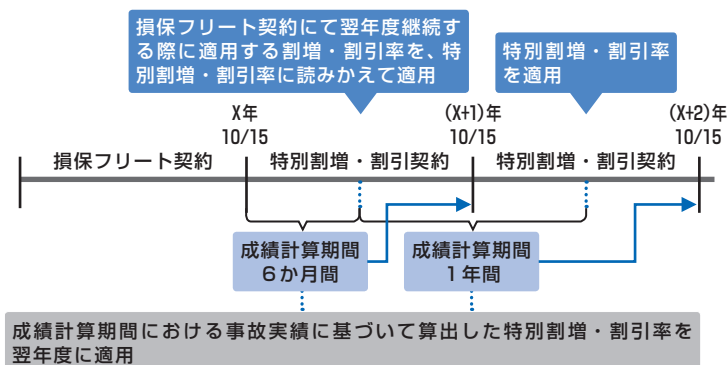 損保フリート契約にて翌年度継続す
る際に適用する割増・割引率を、特
別割増・割引率に読みかえて適用
特別割増・割引率
を適用
X年
10/15
(X+1)年
10/15
(X+2)年
10/15
損保フリート契約
特別割増・割引契約
特別割増・割引契約
成績計算期間
6か月間
成績計算期間
1年間
成績計算期間における事故実績に基づいて算出した特別割増・割引率を
翌年度に適用